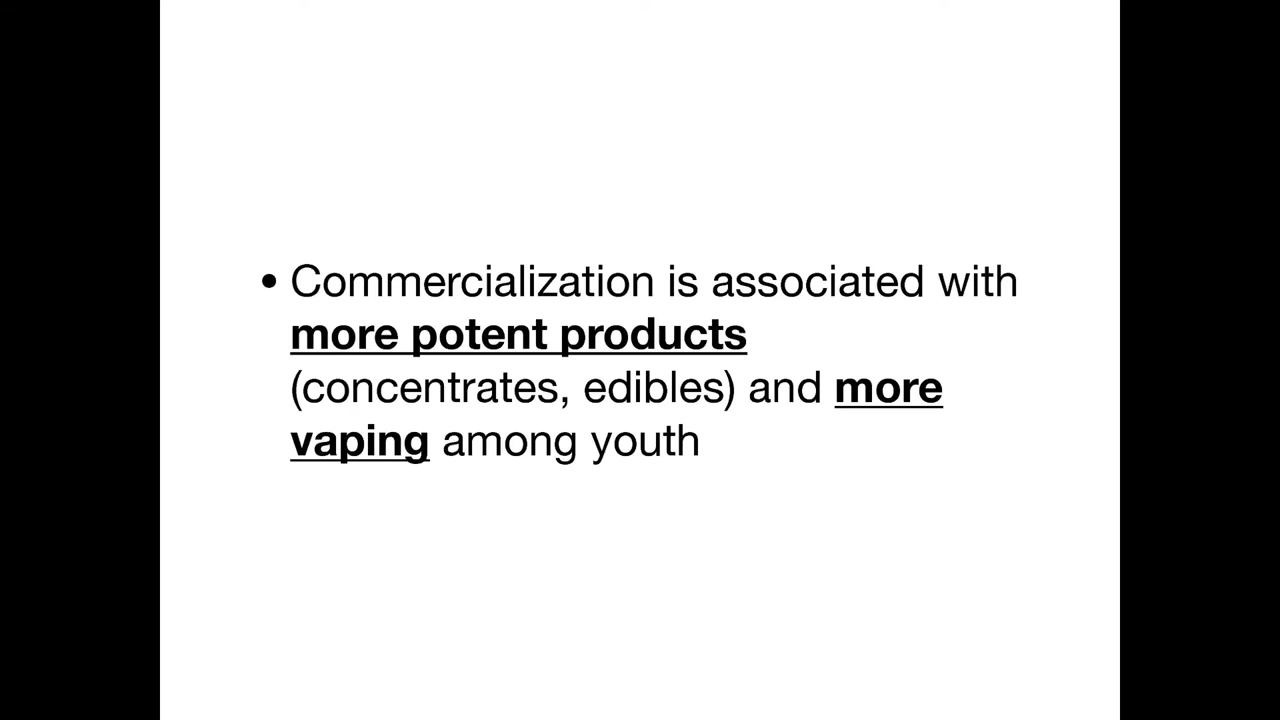 • Commercialization is associated with
more potent products
(concentrates, edibles) and more
vaping among youth